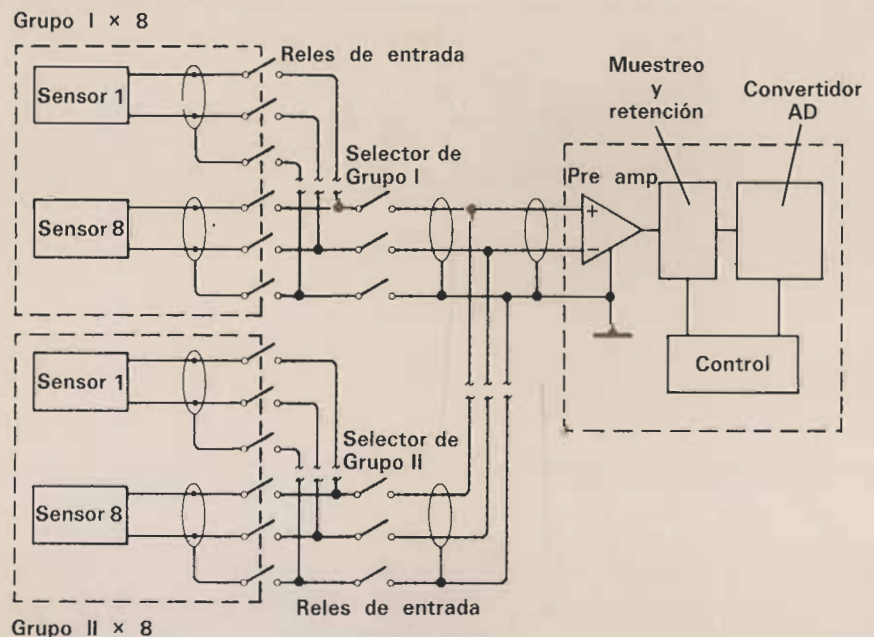 Grupo I × 8
Reles de entrada
Sensor 1
Muestreo
y
retención
Convertidor
AD
Selector de
Grupo I
Pre amp
Sensor 8
+
−
Control
Sensor 1
Selector de
Grupo II
Sensor 8
Reles de entrada
Grupo II × 8